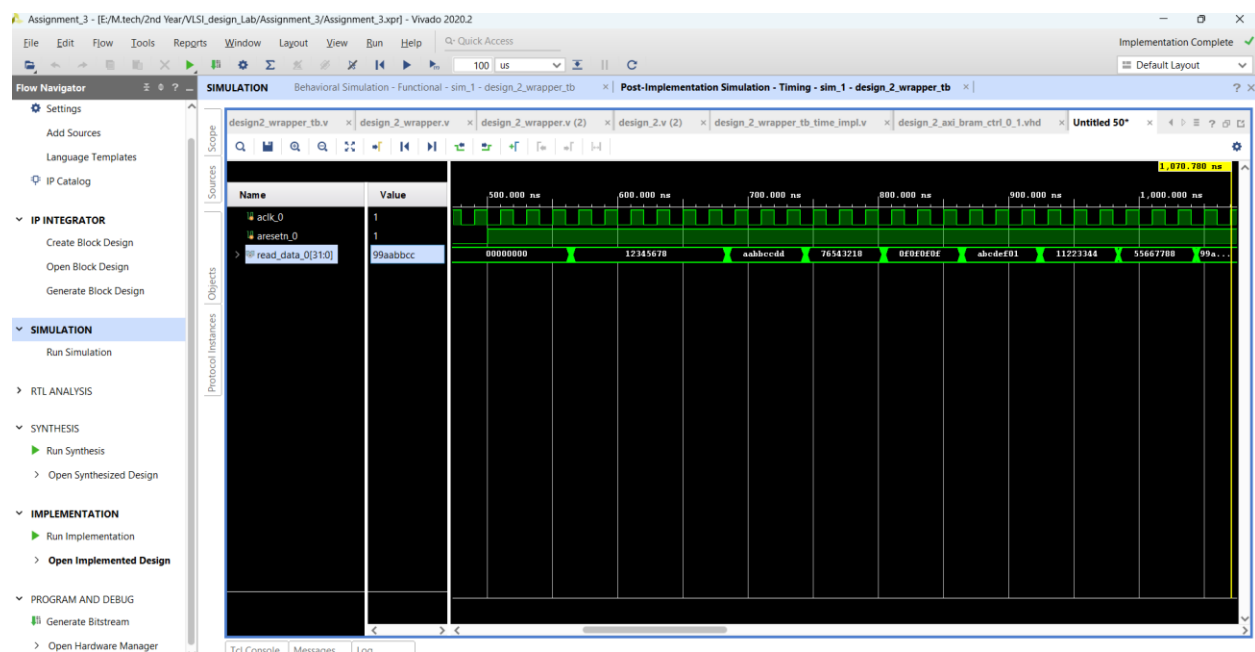 Assignment_3 - [E:/M.tech/2nd Year/VLSI_design_Lab/Assignment_3/Assignment_3.xpr] - Vivado 2020.2
File Edit Flow Tools Reports Window Layout View Run Help Q- Quick Access Implementation Complete
100 us Default Layout
Flow Navigator
SIMULATION Behavioral Simulation - Functional - sim_1 - design_2_wrapper_tb Post-Implementation Simulation - Timing - sim_1 - design_2_wrapper_tb
Settings
Add Sources
Language Templates
IP Catalog
IP INTEGRATOR
Create Block Design
Open Block Design
Generate Block Design
SIMULATION
Run Simulation
RTL ANALYSIS
SYNTHESIS
Run Synthesis
Open Synthesized Design
IMPLEMENTATION
Run Implementation
Open Implemented Design
PROGRAM AND DEBUG
Generate Bitstream
Open Hardware Manager
Scope
Sources
Objects
Protocol Instances
design2_wrapper_tb.v design_2_wrapper.v design_2_wrapper.v (2) design_2.v (2) design_2_wrapper_tb_time_impl.v design_2_axi_bram_ctrl_0_1.vhd Untitled 50*
1,070.780 ns
Name Value 500.000 ns 600.000 ns 700.000 ns 800.000 ns 900.000 ns 1,000.000 ns
aclk_0 1
aresetn_0 1
read_data_0[31:0] 99aabbcc 00000000 12345678 aabbccdd 76543218 0f0f0f0f abcdef01 11223344 55667788 99a...
Tcl Console Messages Log